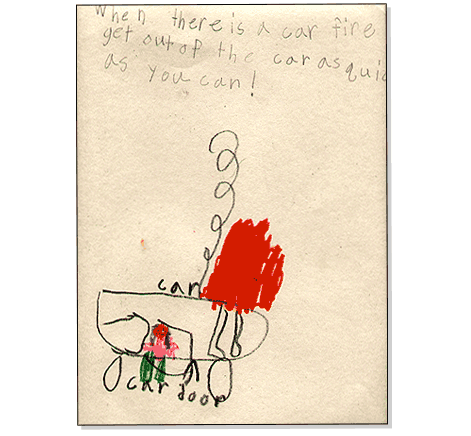 When there is a car fire
get out of the car as quic
as you can!
car
car door